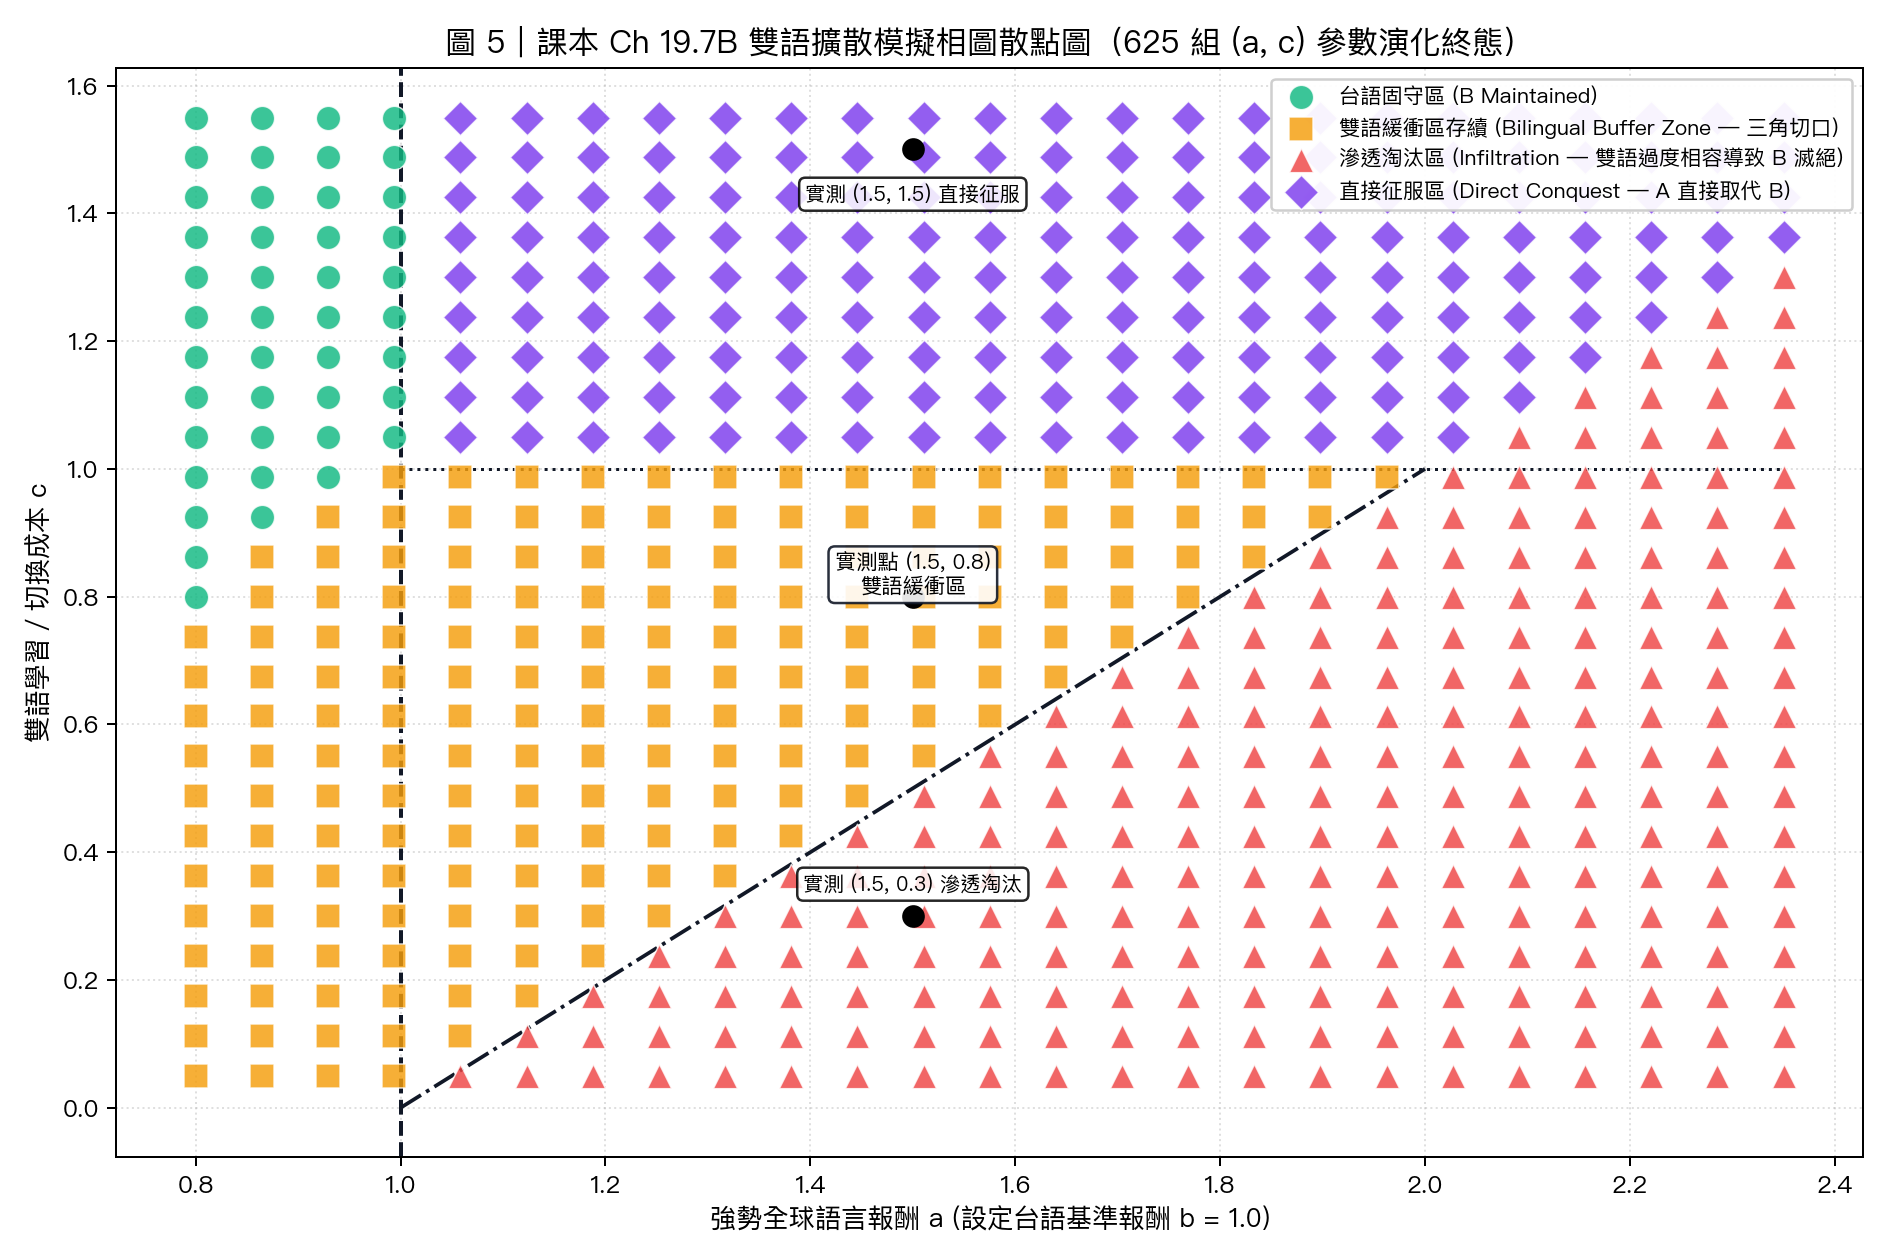 圖 5｜課本 Ch 19.7B 雙語擴散模擬相圖散點圖（625 組 (a, c) 參數演化終態）
台語固守區 (B Maintained)
雙語緩衝區存續 (Bilingual Buffer Zone — 三角切口)
滲透淘汰區 (Infiltration — 雙語過度相容導致 B 滅絕)
直接征服區 (Direct Conquest — A 直接取代 B)
實測 (1.5, 1.5) 直接征服
實測點 (1.5, 0.8)
雙語緩衝區
實測 (1.5, 0.3) 滲透淘汰
雙語學習 / 切換成本 c
1.6
1.4
1.2
1.0
0.8
0.6
0.4
0.2
0.0
0.8 1.0 1.2 1.4 1.6 1.8 2.0 2.2 2.4
強勢全球語言報酬 a (設定台語基準報酬 b = 1.0)